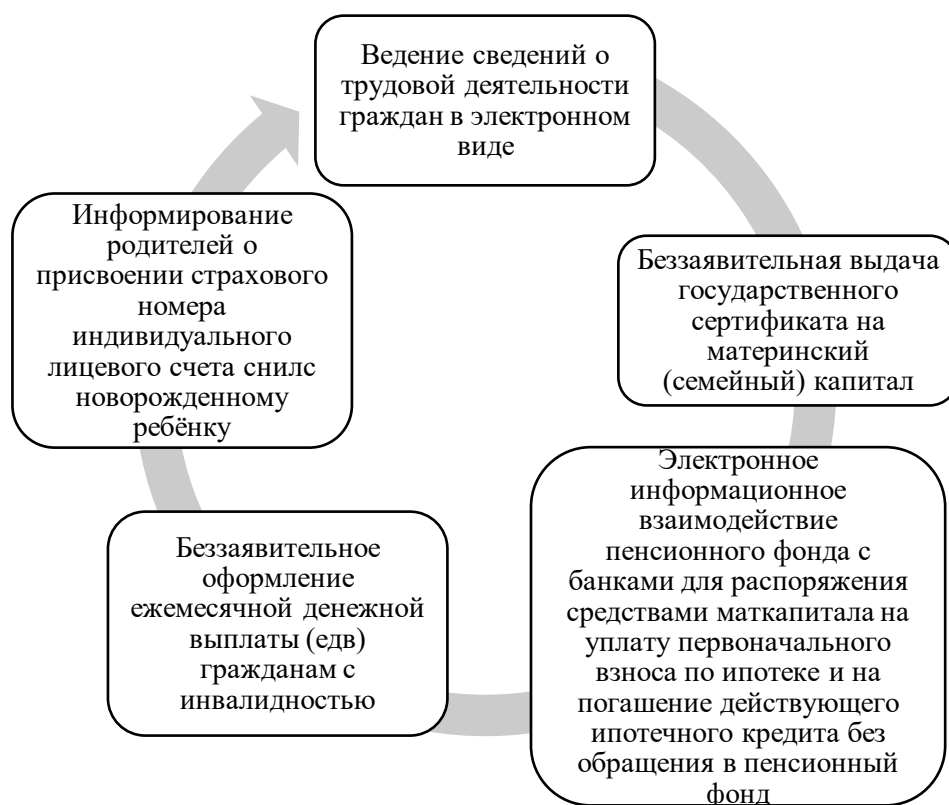 Ведение сведений о
трудовой деятельности
граждан в электронном
виде
Беззаявительная выдача
государственного
сертификата на
материнский
(семейный) капитал
Электронное
информационное
взаимодействие
пенсионного фонда с
банками для распоряжения
средствами маткапитала на
уплату первоначального
взноса по ипотеке и на
погашение действующего
ипотечного кредита без
обращения в пенсионный
фонд
Беззаявительное
оформление
ежемесячной денежной
выплаты (едв)
гражданам с
инвалидностью
Информирование
родителей о
присвоении страхового
номера
индивидуального
лицевого счета снилс
новорожденному
ребёнку